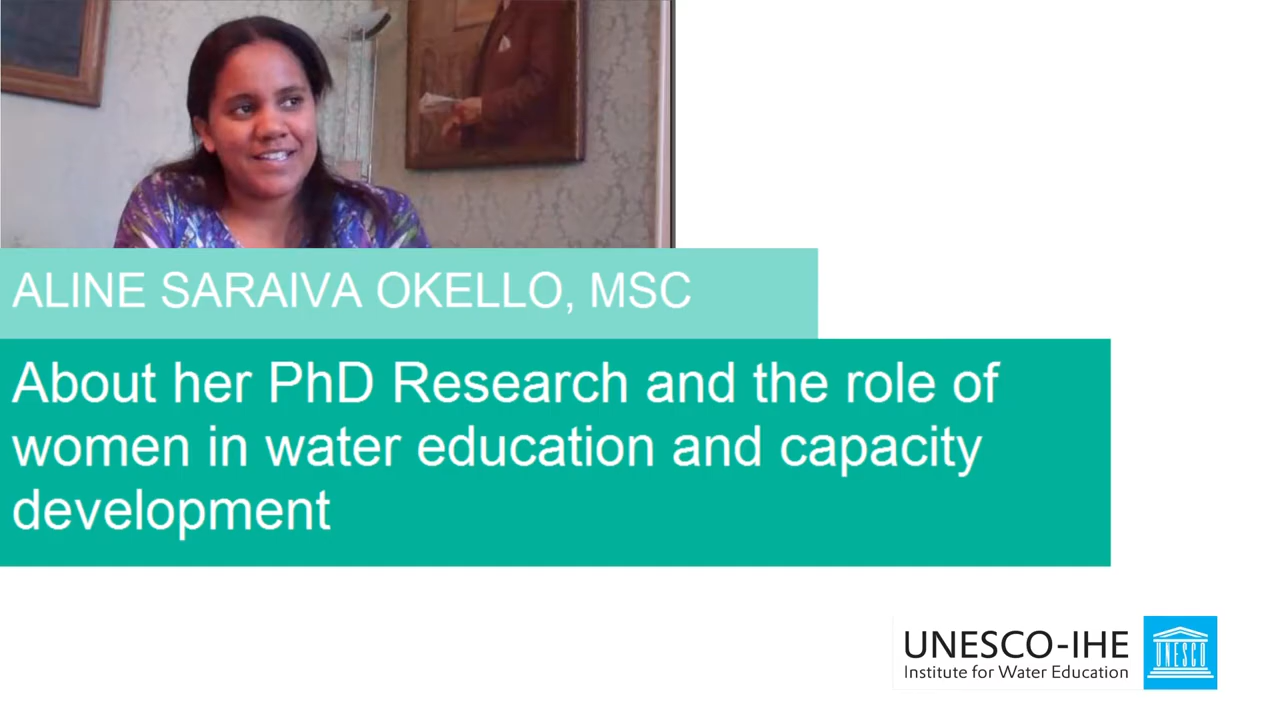 ALINE SARAIVA OKELLO, MSC
About her PhD Research and the role of
women in water education and capacity
development
UNESCO-IHE
Institute for Water Education
UNESCO